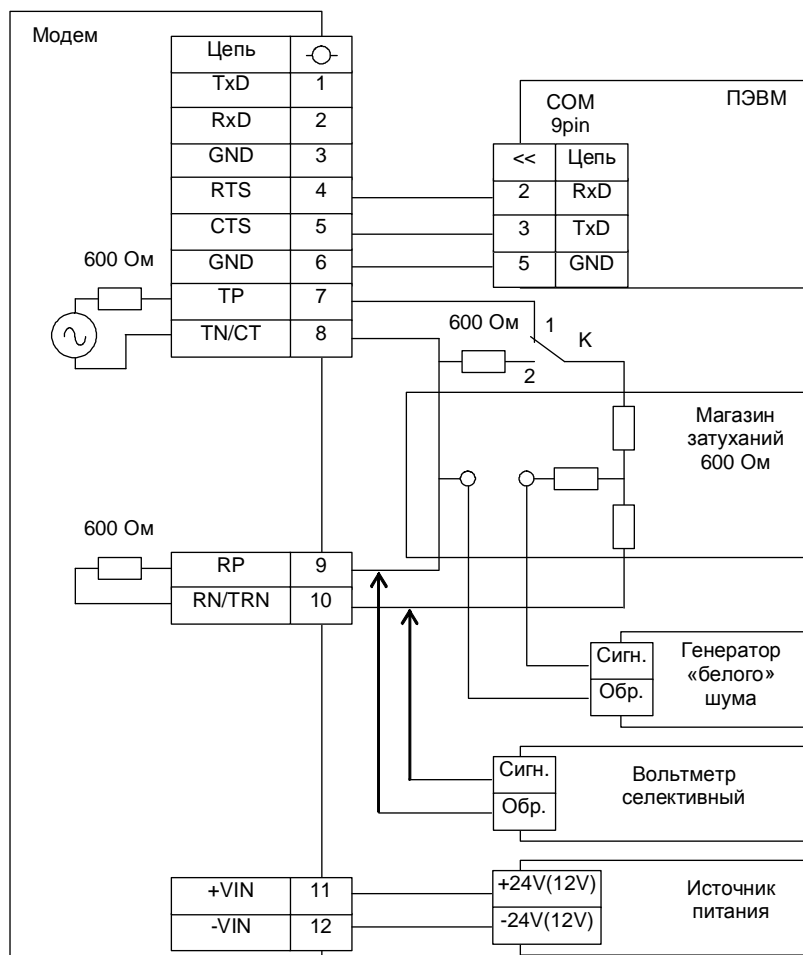 Модем
Цепь
TxD 1
RxD 2
GND 3
RTS 4
CTS 5
GND 6
TP 7
TN/CT 8
600 Ом
ПЭВМ
COM
9pin
<< Цепь
2 RxD
3 TxD
5 GND
600 Ом
1
K
2
Магазин
затуханий
600 Ом
600 Ом
RP 9
RN/TRN 10
Сигн.
Обр.
Генератор
«белого»
шума
Сигн.
Обр.
Вольтметр
селективный
+VIN 11
-VIN 12
+24V(12V)
-24V(12V)
Источник
питания